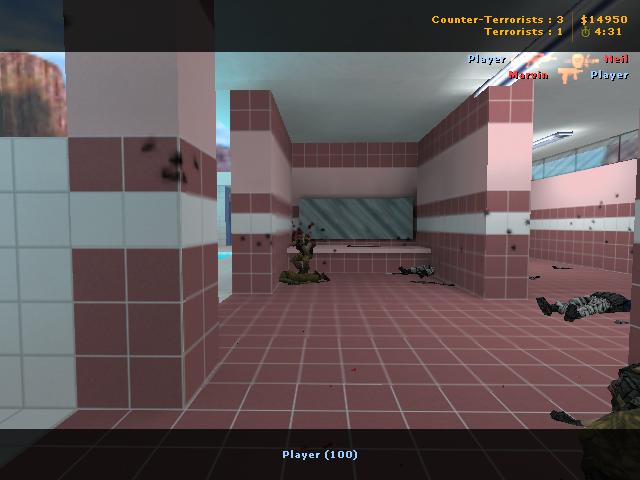 Counter-Terrorists : 3 $14950
Terrorists : 1 4:31
Player Neil
Marvin Player
Player (100)